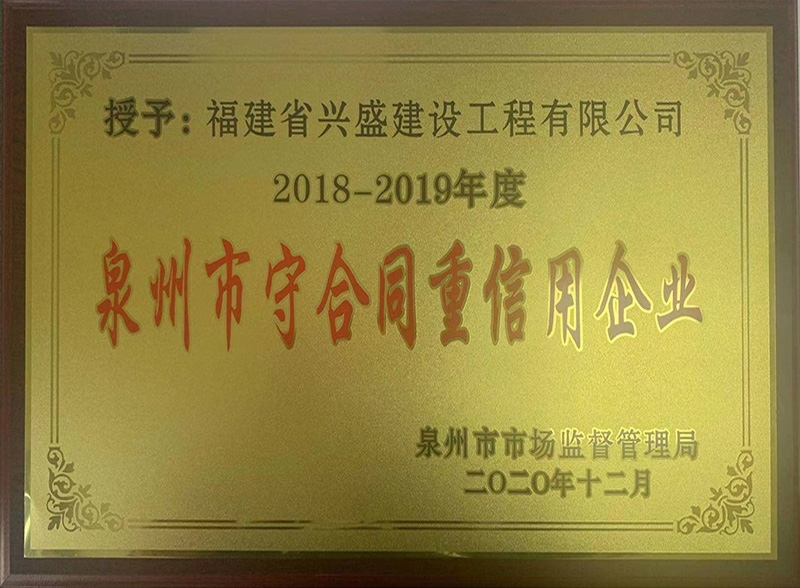 授予：福建省兴盛建设工程有限公司
2018-2019年度
泉州市守合同重信用企业
泉州市市场监督管理局
二〇二〇年十二月